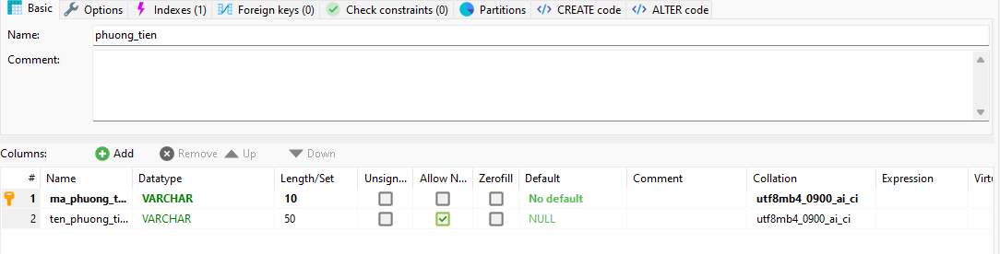 Basic Options Indexes (1) Foreign keys (0) Check constraints (0) Partitions CREATE code ALTER code
Name: phuong_tien
Comment:
Columns: Add Remove Up Down
# Name Datatype Length/Set Unsign... Allow N... Zerofill Default Comment Collation Expression Virtu
1 ma_phuong_t... VARCHAR 10 No default utf8mb4_0900_ai_ci
2 ten_phuong_ti... VARCHAR 50 NULL utf8mb4_0900_ai_ci